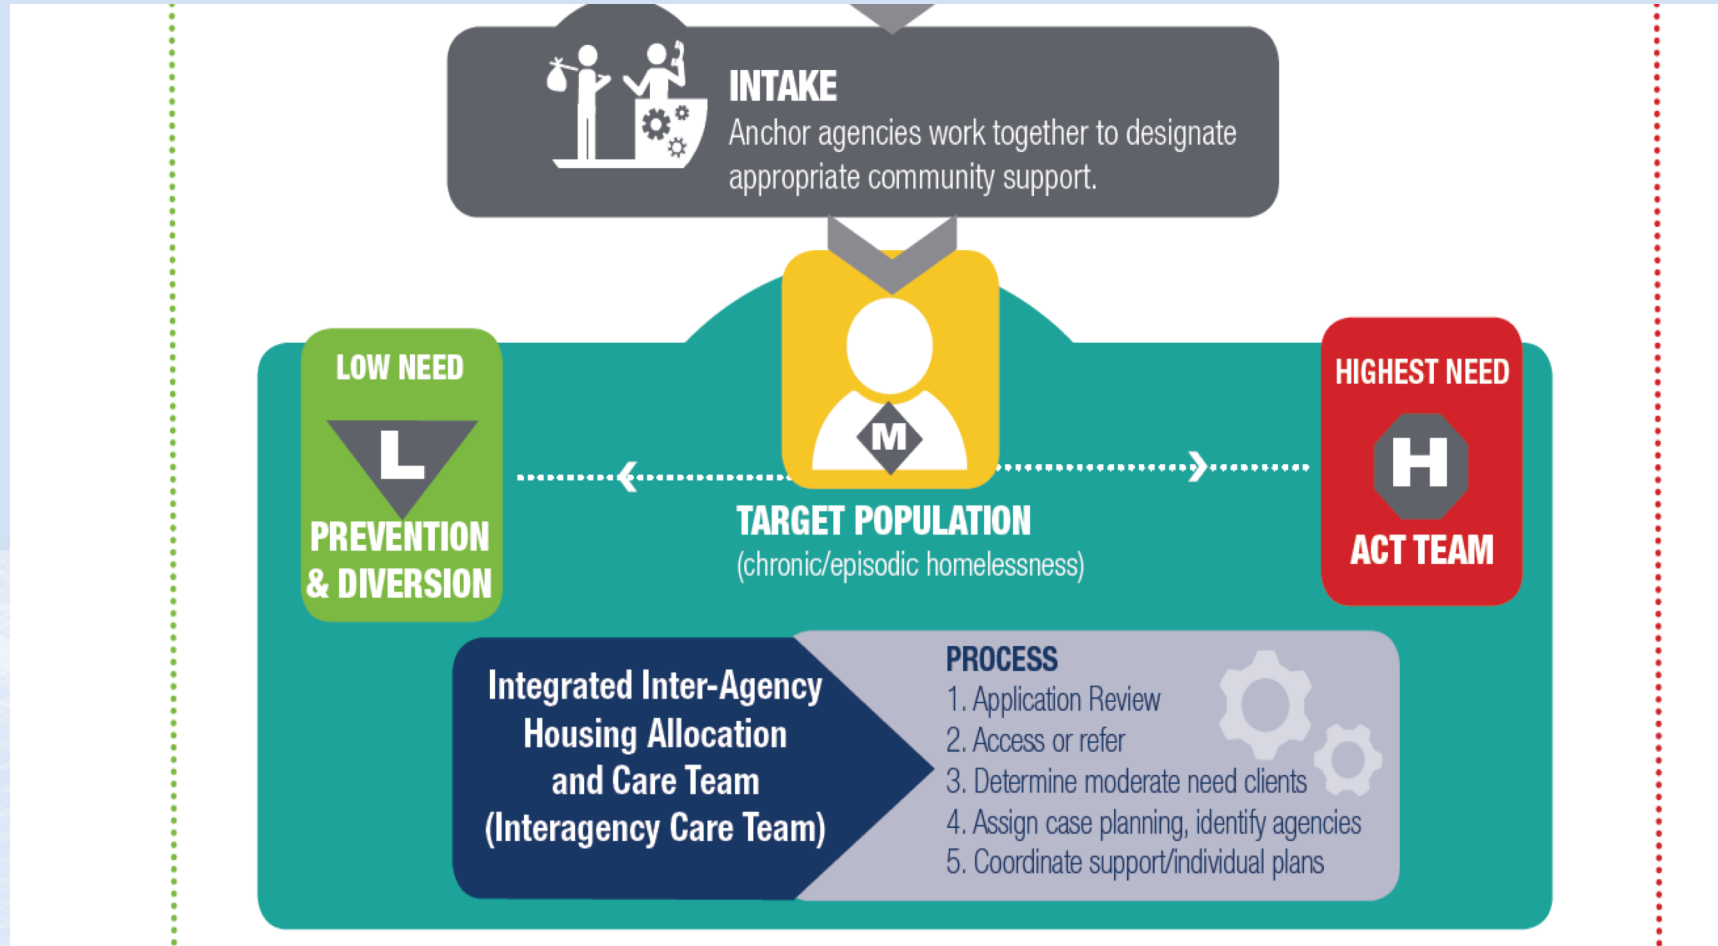 INTAKE
Anchor agencies work together to designate
appropriate community support.
LOW NEED
L
PREVENTION
& DIVERSION
M
TARGET POPULATION
(chronic/episodic homelessness)
HIGHEST NEED
H
ACT TEAM
Integrated Inter-Agency
Housing Allocation
and Care Team
(Interagency Care Team)
PROCESS
1. Application Review
2. Access or refer
3. Determine moderate need clients
4. Assign case planning, identify agencies
5. Coordinate support/individual plans